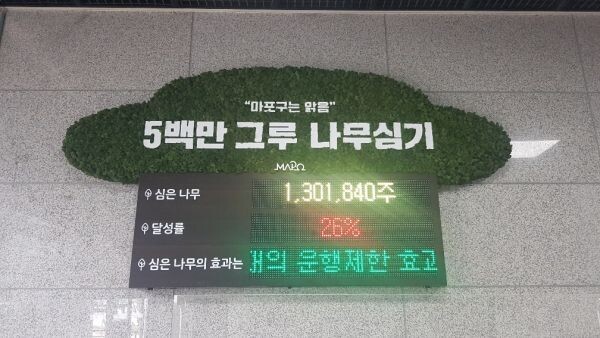 “마포구는 맑음”
5백만 그루 나무심기
MAPO
심은 나무 1,301,840주
달성률 26%
심은 나무의 효과는 운행제한 효과